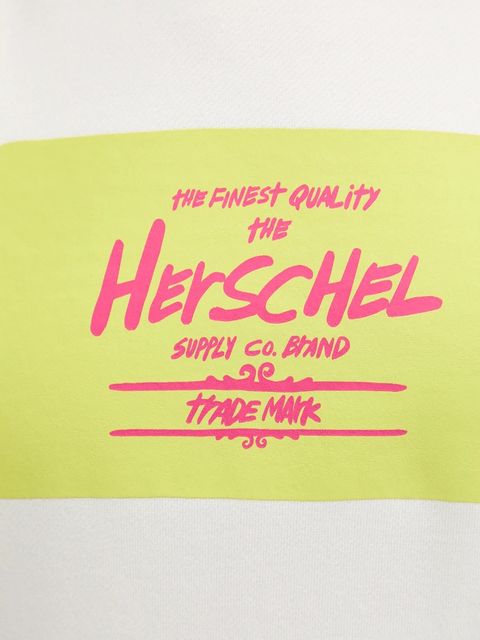 tHE FINEST QUALity
tHE
HErSCHEL
SUPPLY CO. BrAND
trADE MArk